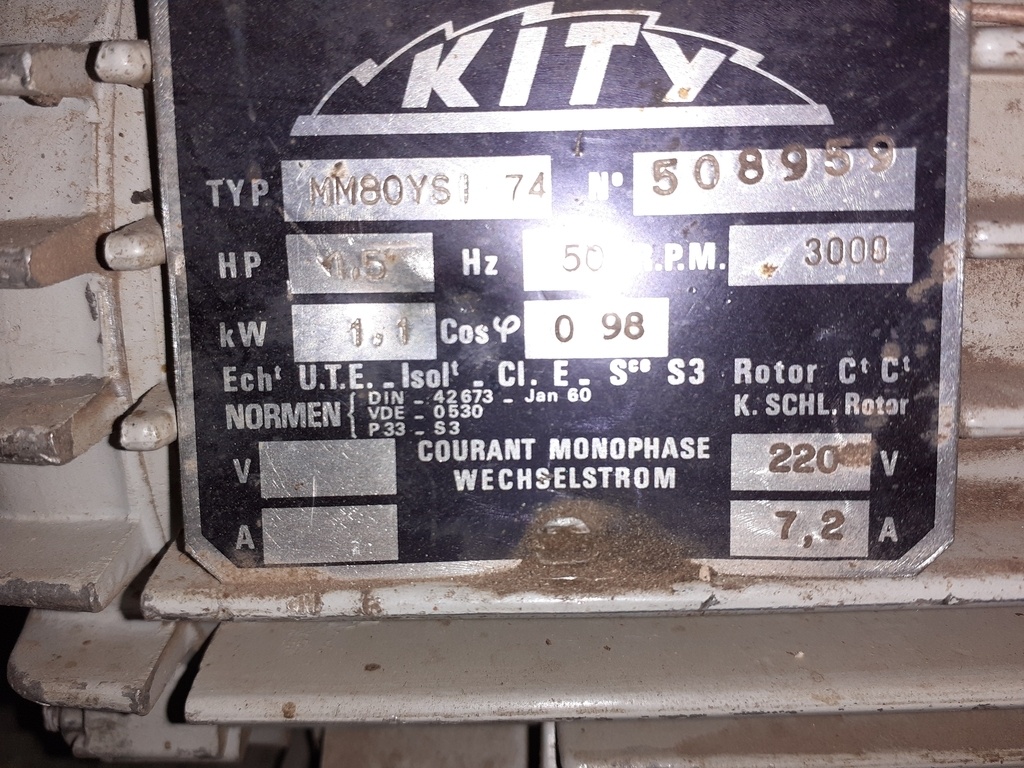 KITY
TYP MM80YS1 74 N° 508959
HP 1.5 Hz 50 R.P.M. 3000
kW 1,1 Cos φ 0 98
Ech^t U.T.E. - Isol^t - Cl. E - S^ce S3 Rotor C^t C^t
NORMEN { DIN - 42673 - Jan 60 K. SCHL. Rotor
VDE - 0530
P33 - S3
V COURANT MONOPHASE 220 V
WECHSELSTROM
A 7,2 A